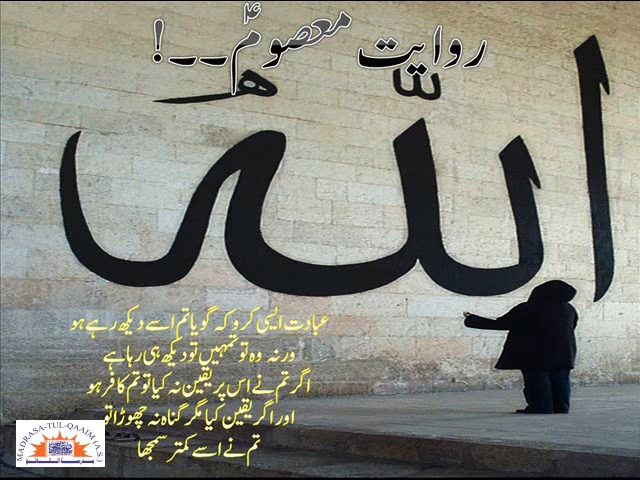 روایت معصومؑ ۔۔۔!
اللہ
عبادت ایسی کرو کہ گویا تم اسے دیکھ رہے ہو
ورنہ وہ تو تمہیں تو دیکھ ہی رہا ہے
اگر تم نے اس پر یقین نہ کیا تو تم کافر ہو
اور اگر یقین کیا مگر گناہ نہ چھوڑا تو
تم نے اسے کمتر سمجھا
MADRASA-TUL-QAAIM (A.S.)